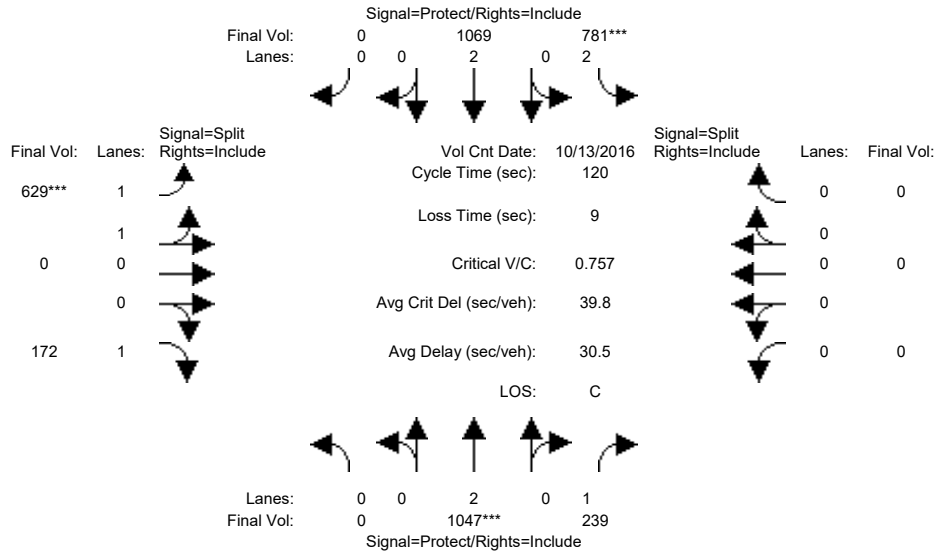 Signal=Protect/Rights=Include
Final Vol: 0 1069 781***
Lanes: 0 0 2 0 2
Signal=Split
Final Vol: Lanes: Rights=Include
Vol Cnt Date: 10/13/2016
Signal=Split
Rights=Include Lanes: Final Vol:
Cycle Time (sec): 120
629*** 1
0 0
Loss Time (sec): 9
1
0
0 0
Critical V/C: 0.757
0 0
0
Avg Crit Del (sec/veh): 39.8
0
172 1
Avg Delay (sec/veh): 30.5
0 0
LOS: C
Lanes: 0 0 2 0 1
Final Vol: 0 1047*** 239
Signal=Protect/Rights=Include